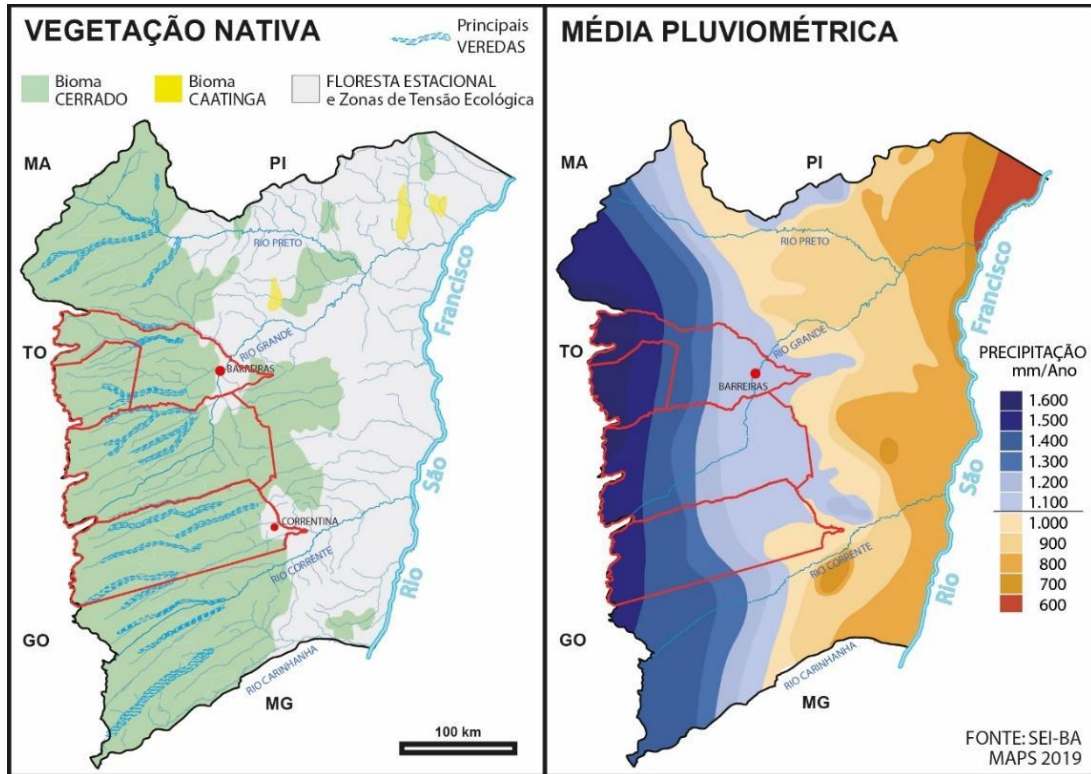 VEGETAÇÃO NATIVA
Principais
VEREDAS
Bioma
CERRADO
Bioma
CAATINGA
FLORESTA ESTACIONAL
e Zonas de Tensão Ecológica
MA
PI
TO
GO
MG
RIO PRETO
RIO GRANDE
BARREIRAS
CORRENTINA
RIO CORRENTE
RIO CARINHANHA
Rio São Francisco
100 km
MÉDIA PLUVIOMÉTRICA
MA
PI
TO
GO
MG
RIO PRETO
RIO GRANDE
BARREIRAS
RIO CORRENTE
RIO CARINHANHA
Rio São Francisco
PRECIPITAÇÃO
mm/Ano
1.600
1.500
1.400
1.300
1.200
1.100
1.000
900
800
700
600
FONTE: SEI-BA
MAPS 2019